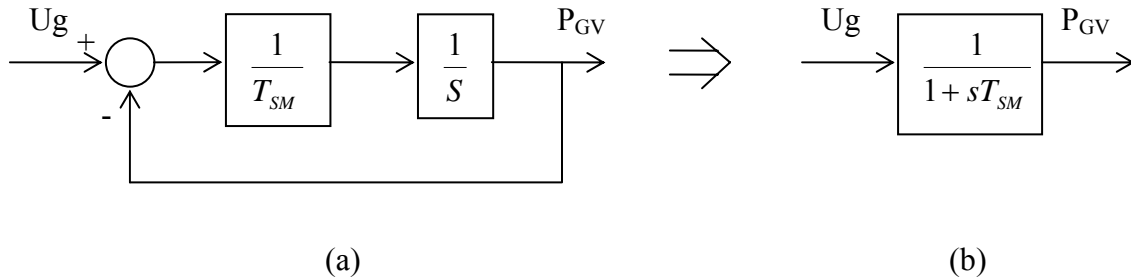 Ug
+
-
1
T_SM
1
S
P_GV
Ug
1
1 + sT_SM
P_GV
(a)
(b)